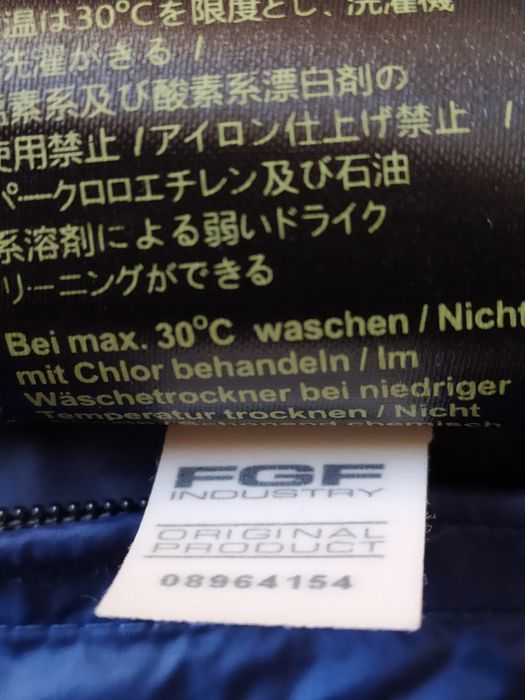 温は30℃を限度とし、洗濯機
洗濯ができる /
塩素系及び酸素系漂白剤の
使用禁止 / アイロン仕上げ禁止 /
パークロロエチレン及び石油
系溶剤による弱いドライク
リーニングができる
Bei max. 30°C waschen / Nicht
mit Chlor behandeln / Im
Wäschetrockner bei niedriger
Temperatur trocknen / Nicht
Schonend chemisch
FGF
INDUSTRY
ORIGINAL
PRODUCT
08964154